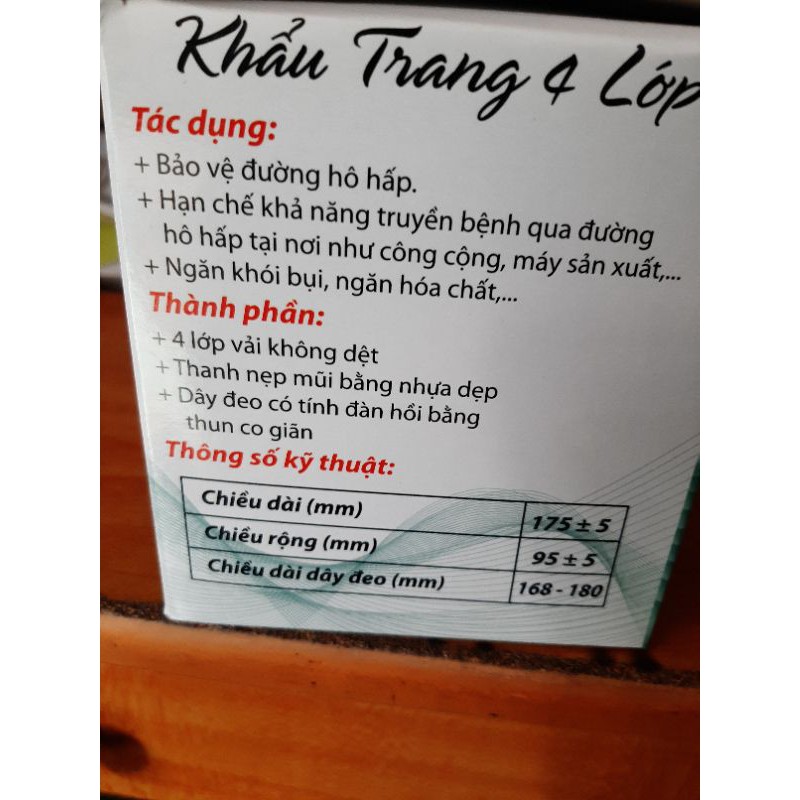 Khẩu Trang 4 Lớp
Tác dụng:
+ Bảo vệ đường hô hấp.
+ Hạn chế khả năng truyền bệnh qua đường
hô hấp tại nơi như công cộng, máy sản xuất,...
+ Ngăn khói bụi, ngăn hóa chất,...
Thành phần:
+ 4 lớp vải không dệt
+ Thanh nẹp mũi bằng nhựa dẹp
+ Dây đeo có tính đàn hồi bằng
thun co giãn
Thông số kỹ thuật:
Chiều dài (mm) 175 ± 5
Chiều rộng (mm) 95 ± 5
Chiều dài dây đeo (mm) 168 - 180